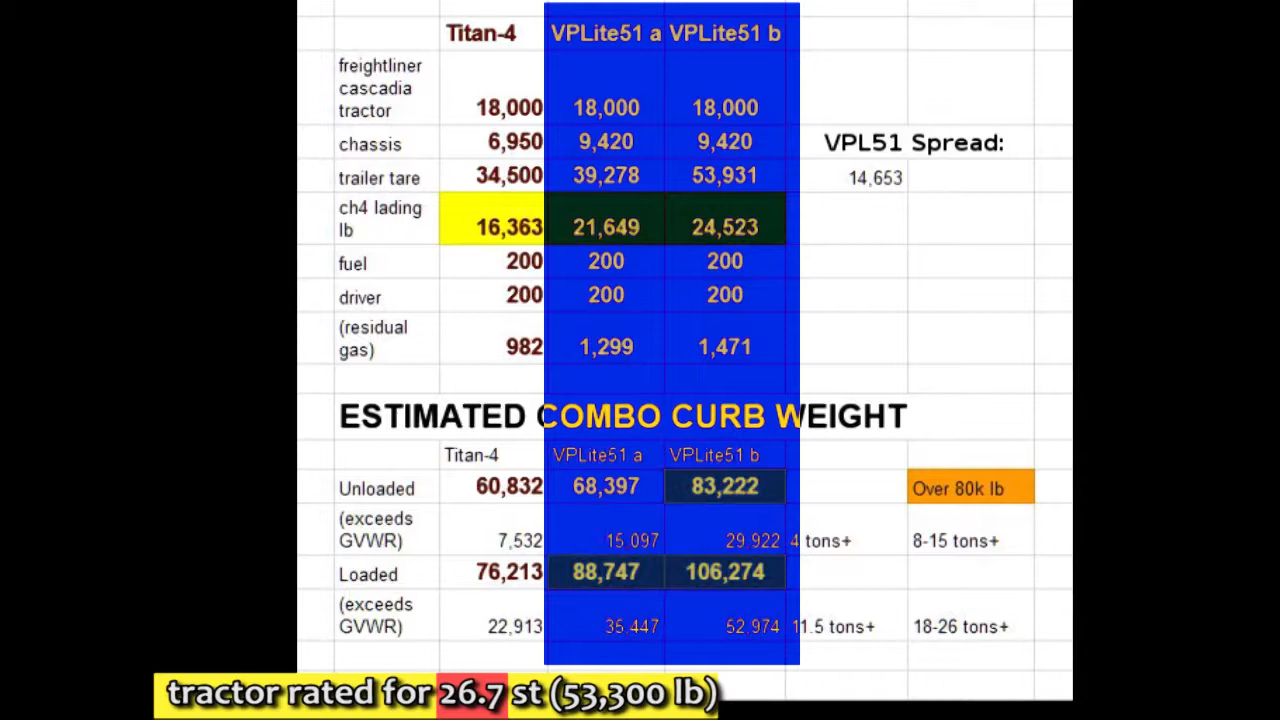 Titan-4 VPLite51 a VPLite51 b
freightliner
cascadia
tractor 18,000 18,000 18,000
chassis 6,950 9,420 9,420 VPL51 Spread:
trailer tare 34,500 39,278 53,931 14,653
ch4 lading
lb 16,363 21,649 24,523
fuel 200 200 200
driver 200 200 200
(residual
gas) 982 1,299 1,471
ESTIMATED COMBO CURB WEIGHT
Titan-4 VPLite51 a VPLite51 b
Unloaded 60,832 68,397 83,222 Over 80k lb
(exceeds
GVWR) 7,532 15,097 29,922 4 tons+ 8-15 tons+
Loaded 76,213 88,747 106,274
(exceeds
GVWR) 22,913 35,447 52,974 11.5 tons+ 18-26 tons+
tractor rated for 26.7 st (53,300 lb)